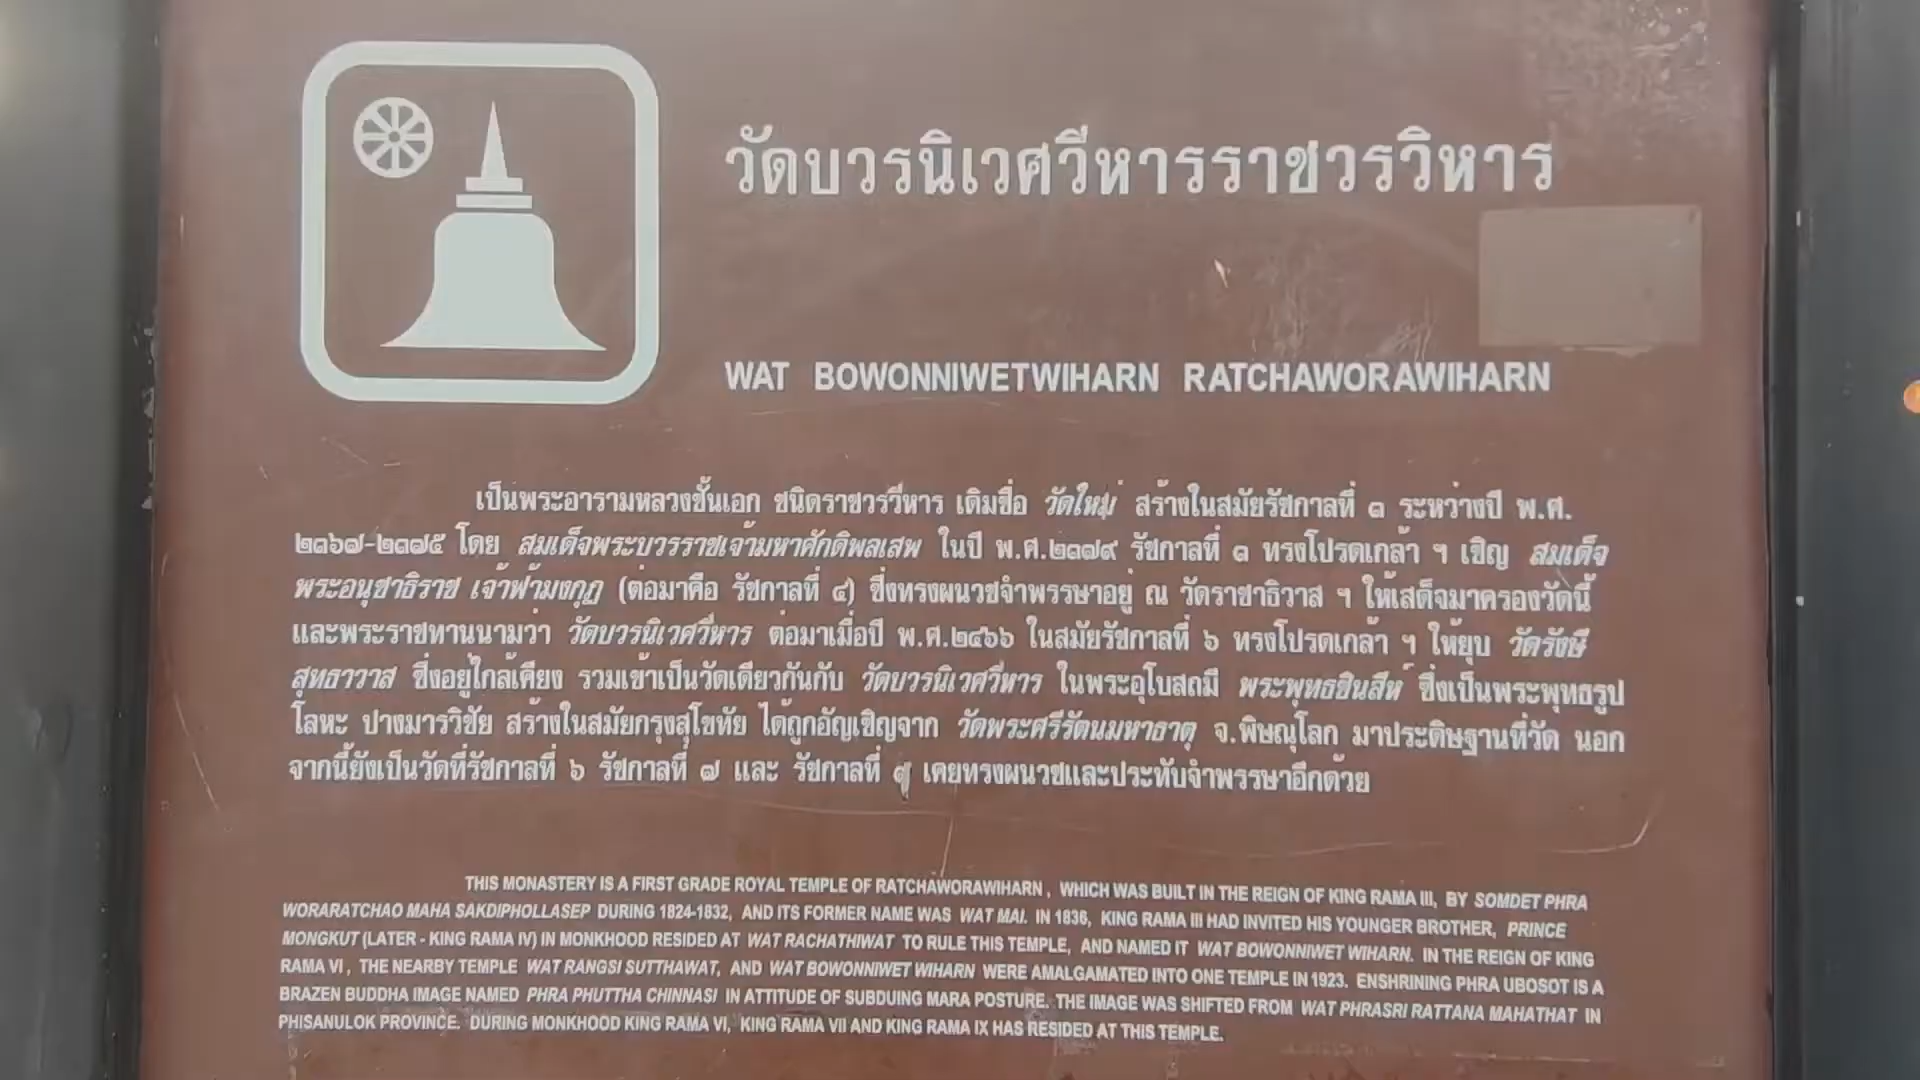 วัดบวรนิเวศวิหารราชวรวิหาร
WAT BOWONNIWETWIHARN RATCHAWORAWIHARN
เป็นพระอารามหลวงชั้นเอก ชนิดราชวรวิหาร เดิมชื่อ วัดใหม่ สร้างในสมัยรัชกาลที่ ๓ ระหว่างปี พ.ศ.
๒๓๖๗-๒๓๗๕ โดย สมเด็จพระบวรราชเจ้ามหาศักดิพลเสพ ในปี พ.ศ.๒๓๗๙ รัชกาลที่ ๓ ทรงโปรดเกล้า ฯ เชิญ สมเด็จ
พระอนุชาธิราช เจ้าฟ้ามงกุฎ (ต่อมาคือ รัชกาลที่ ๔) ซึ่งทรงผนวชจำพรรษาอยู่ ณ วัดราชาธิวาส ฯ ให้เสด็จมาครองวัดนี้
และพระราชทานนามว่า วัดบวรนิเวศวิหาร ต่อมาเมื่อปี พ.ศ.๒๔๖๖ ในสมัยรัชกาลที่ ๖ ทรงโปรดเกล้า ฯ ให้ยุบ วัดรังษี
สุทธาวาส ซึ่งอยู่ใกล้เคียง รวมเข้าเป็นวัดเดียวกันกับ วัดบวรนิเวศวิหาร ในพระอุโบสถมี พระพุทธชินสีห์ ซึ่งเป็นพระพุทธรูป
โลหะ ปางมารวิชัย สร้างในสมัยกรุงสุโขทัย ได้ถูกอัญเชิญจาก วัดพระศรีรัตนมหาธาตุ จ.พิษณุโลก มาประดิษฐานที่วัด นอก
จากนี้ยังเป็นวัดที่รัชกาลที่ ๖ รัชกาลที่ ๗ และ รัชกาลที่ ๙ เคยทรงผนวชและประทับจำพรรษาอีกด้วย
THIS MONASTERY IS A FIRST GRADE ROYAL TEMPLE OF RATCHAWORAWIHARN , WHICH WAS BUILT IN THE REIGN OF KING RAMA III, BY SOMDET PHRA
WORARATCHAO MAHA SAKDIPHOLLASEP DURING 1824-1832, AND ITS FORMER NAME WAS WAT MAI. IN 1836, KING RAMA III HAD INVITED HIS YOUNGER BROTHER, PRINCE
MONGKUT (LATER - KING RAMA IV) IN MONKHOOD RESIDED AT WAT RACHATHIWAT TO RULE THIS TEMPLE, AND NAMED IT WAT BOWONNIWET WIHARN. IN THE REIGN OF KING
RAMA VI , THE NEARBY TEMPLE WAT RANGSI SUTTHAWAT, AND WAT BOWONNIWET WIHARN WERE AMALGAMATED INTO ONE TEMPLE IN 1923. ENSHRINING PHRA UBOSOT IS A
BRAZEN BUDDHA IMAGE NAMED PHRA PHUTTHA CHINNASI IN ATTITUDE OF SUBDUING MARA POSTURE. THE IMAGE WAS SHIFTED FROM WAT PHRASRI RATTANA MAHATHAT IN
PHISANULOK PROVINCE. DURING MONKHOOD KING RAMA VI, KING RAMA VII AND KING RAMA IX HAS RESIDED AT THIS TEMPLE.